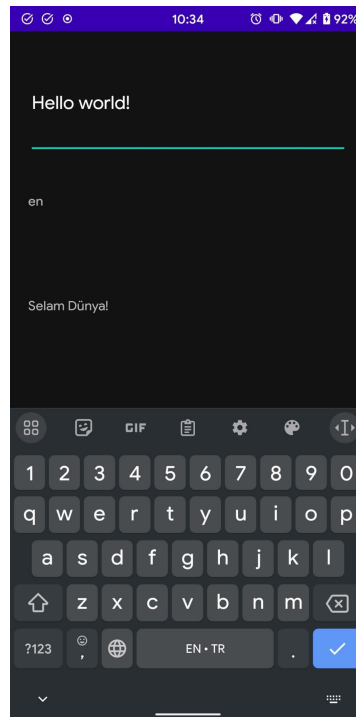 10:34
92%
Hello world!
en
Selam Dünya!
GIF
1 2 3 4 5 6 7 8 9 0
q w e r t y u i o p
a s d f g h j k l
z x c v b n m
?123 , EN • TR .